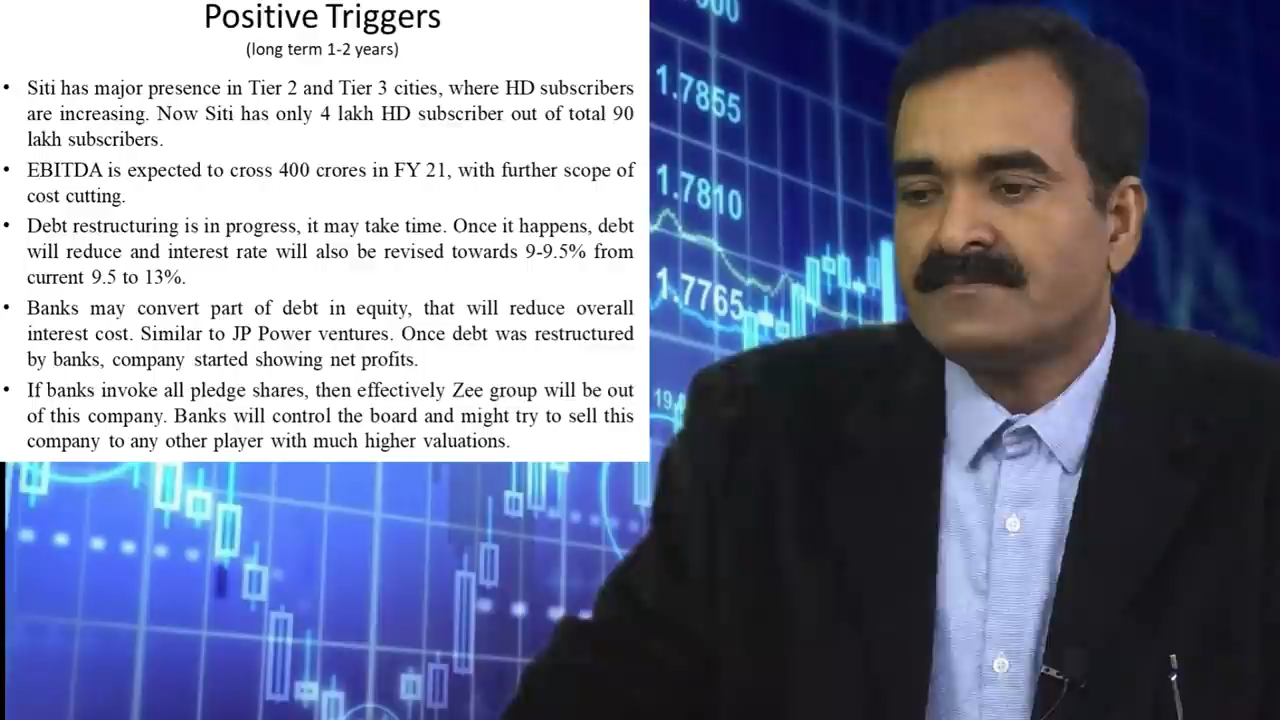 Positive Triggers
(long term 1-2 years)
• Siti has major presence in Tier 2 and Tier 3 cities, where HD subscribers
are increasing. Now Siti has only 4 lakh HD subscriber out of total 90
lakh subscribers.
• EBITDA is expected to cross 400 crores in FY 21, with further scope of
cost cutting.
• Debt restructuring is in progress, it may take time. Once it happens, debt
will reduce and interest rate will also be revised towards 9-9.5% from
current 9.5 to 13%.
• Banks may convert part of debt in equity, that will reduce overall
interest cost. Similar to JP Power ventures. Once debt was restructured
by banks, company started showing net profits.
• If banks invoke all pledge shares, then effectively Zee group will be out
of this company. Banks will control the board and might try to sell this
company to any other player with much higher valuations.
1.7855
1.7810
1.7765